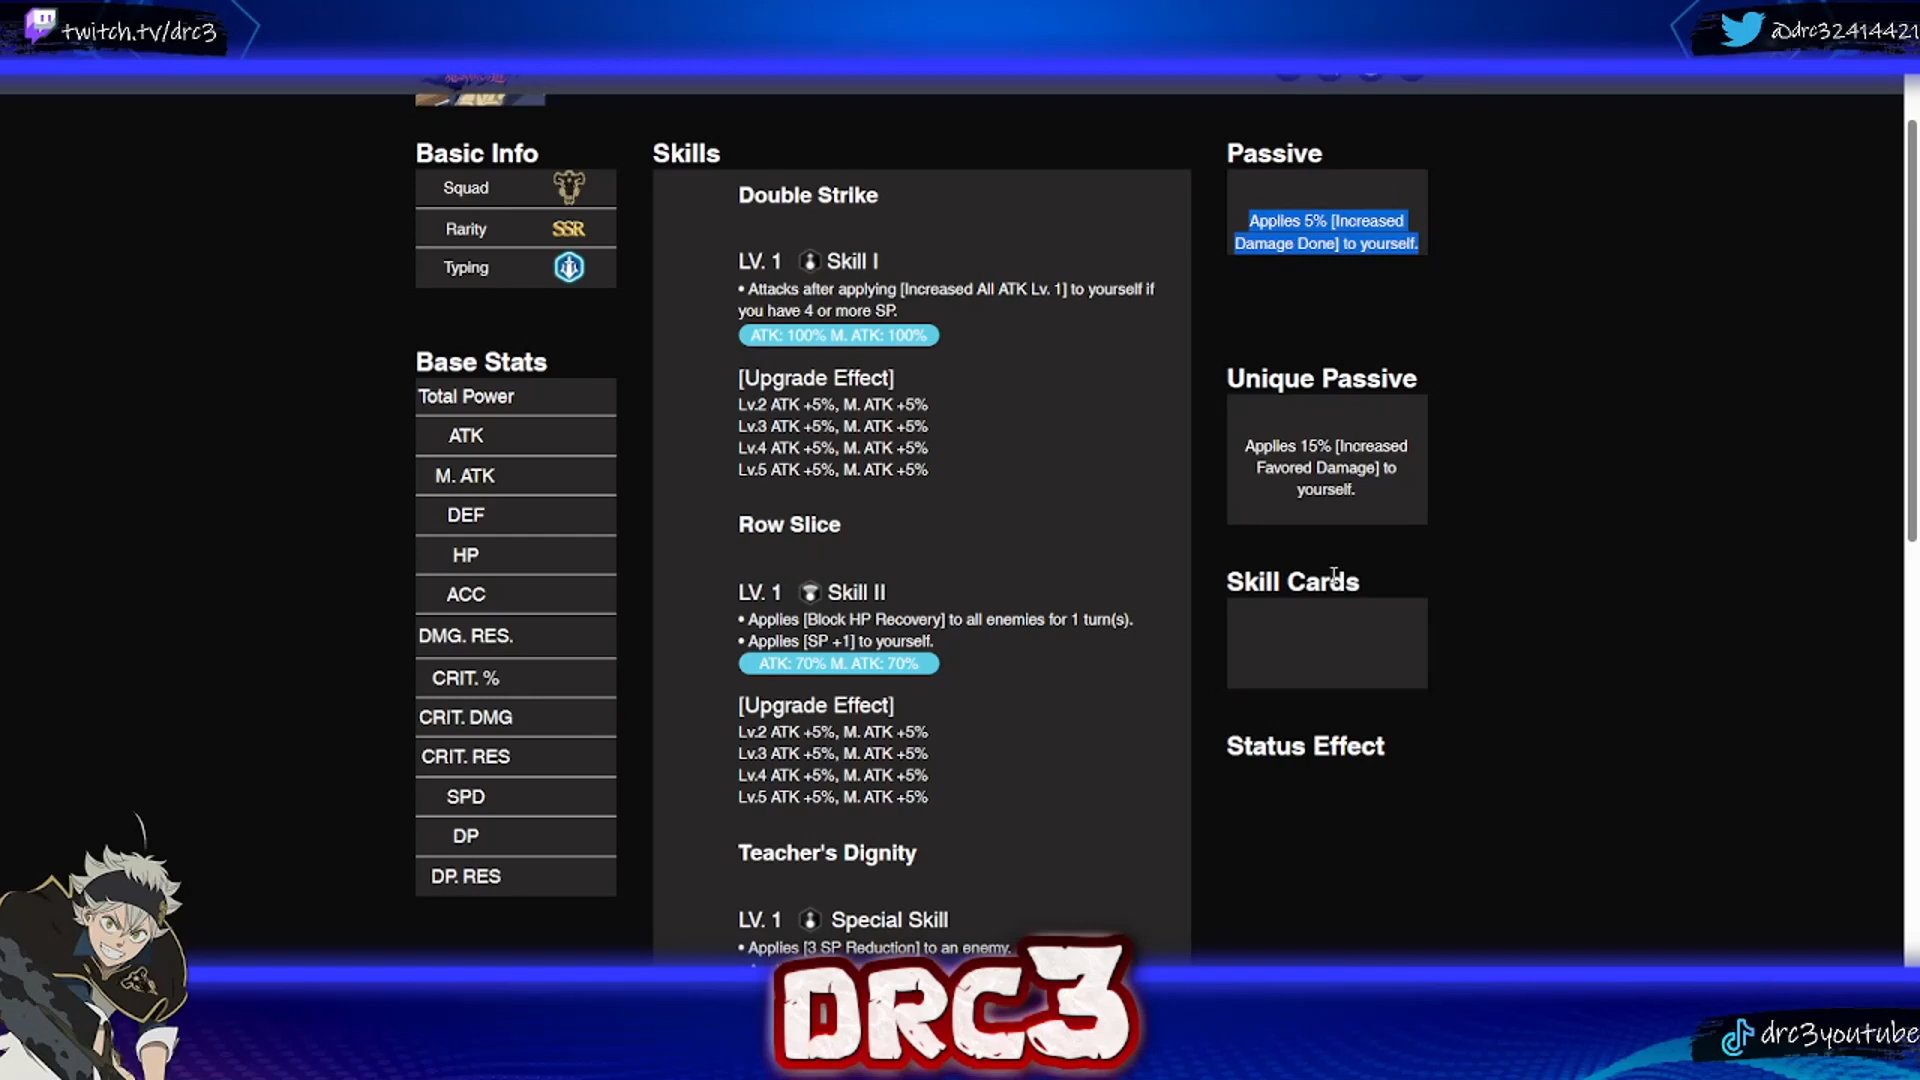 twitch.tv/drc3
@drc32414421
Basic Info
Squad
Rarity SSR
Typing
Base Stats
Total Power
ATK
M. ATK
DEF
HP
ACC
DMG. RES.
CRIT. %
CRIT. DMG
CRIT. RES
SPD
DP
DP. RES
Skills
Double Strike
LV. 1 Skill I
• Attacks after applying [Increased All ATK Lv. 1] to yourself if
you have 4 or more SP.
ATK: 100% M. ATK: 100%
[Upgrade Effect]
Lv.2 ATK +5%, M. ATK +5%
Lv.3 ATK +5%, M. ATK +5%
Lv.4 ATK +5%, M. ATK +5%
Lv.5 ATK +5%, M. ATK +5%
Row Slice
LV. 1 Skill II
• Applies [Block HP Recovery] to all enemies for 1 turn(s).
• Applies [SP +1] to yourself.
ATK: 70% M. ATK: 70%
[Upgrade Effect]
Lv.2 ATK +5%, M. ATK +5%
Lv.3 ATK +5%, M. ATK +5%
Lv.4 ATK +5%, M. ATK +5%
Lv.5 ATK +5%, M. ATK +5%
Teacher's Dignity
LV. 1 Special Skill
• Applies [3 SP Reduction] to an enemy.
Passive
Applies 5% [Increased
Damage Done] to yourself.
Unique Passive
Applies 15% [Increased
Favored Damage] to
yourself.
Skill Cards
Status Effect
DRC3
drc3youtube